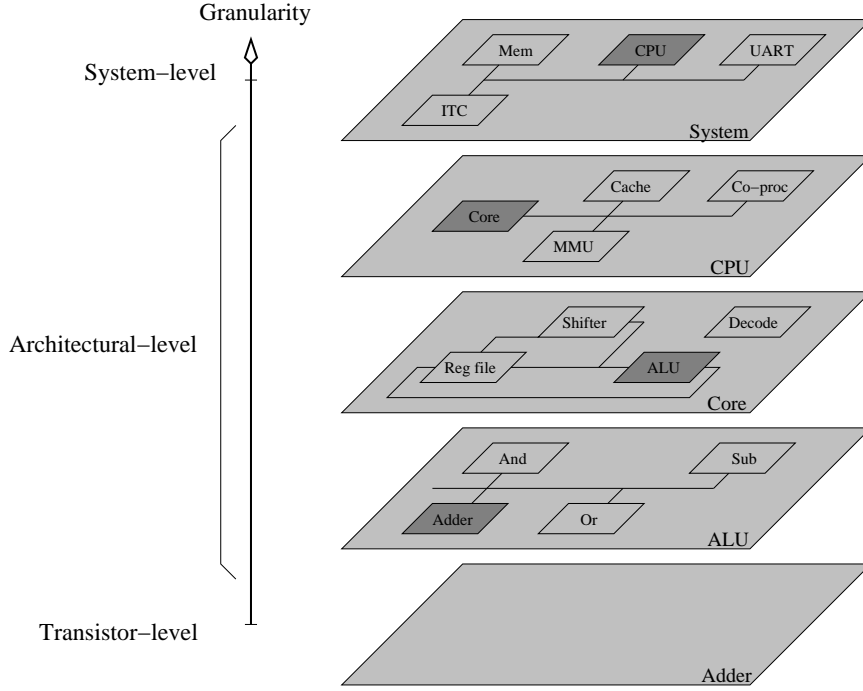 Granularity
System−level
Architectural−level
Transistor−level
Mem
CPU
UART
ITC
System
Cache
Co−proc
Core
MMU
CPU
Shifter
Decode
Reg file
ALU
Core
And
Sub
Adder
Or
ALU
Adder